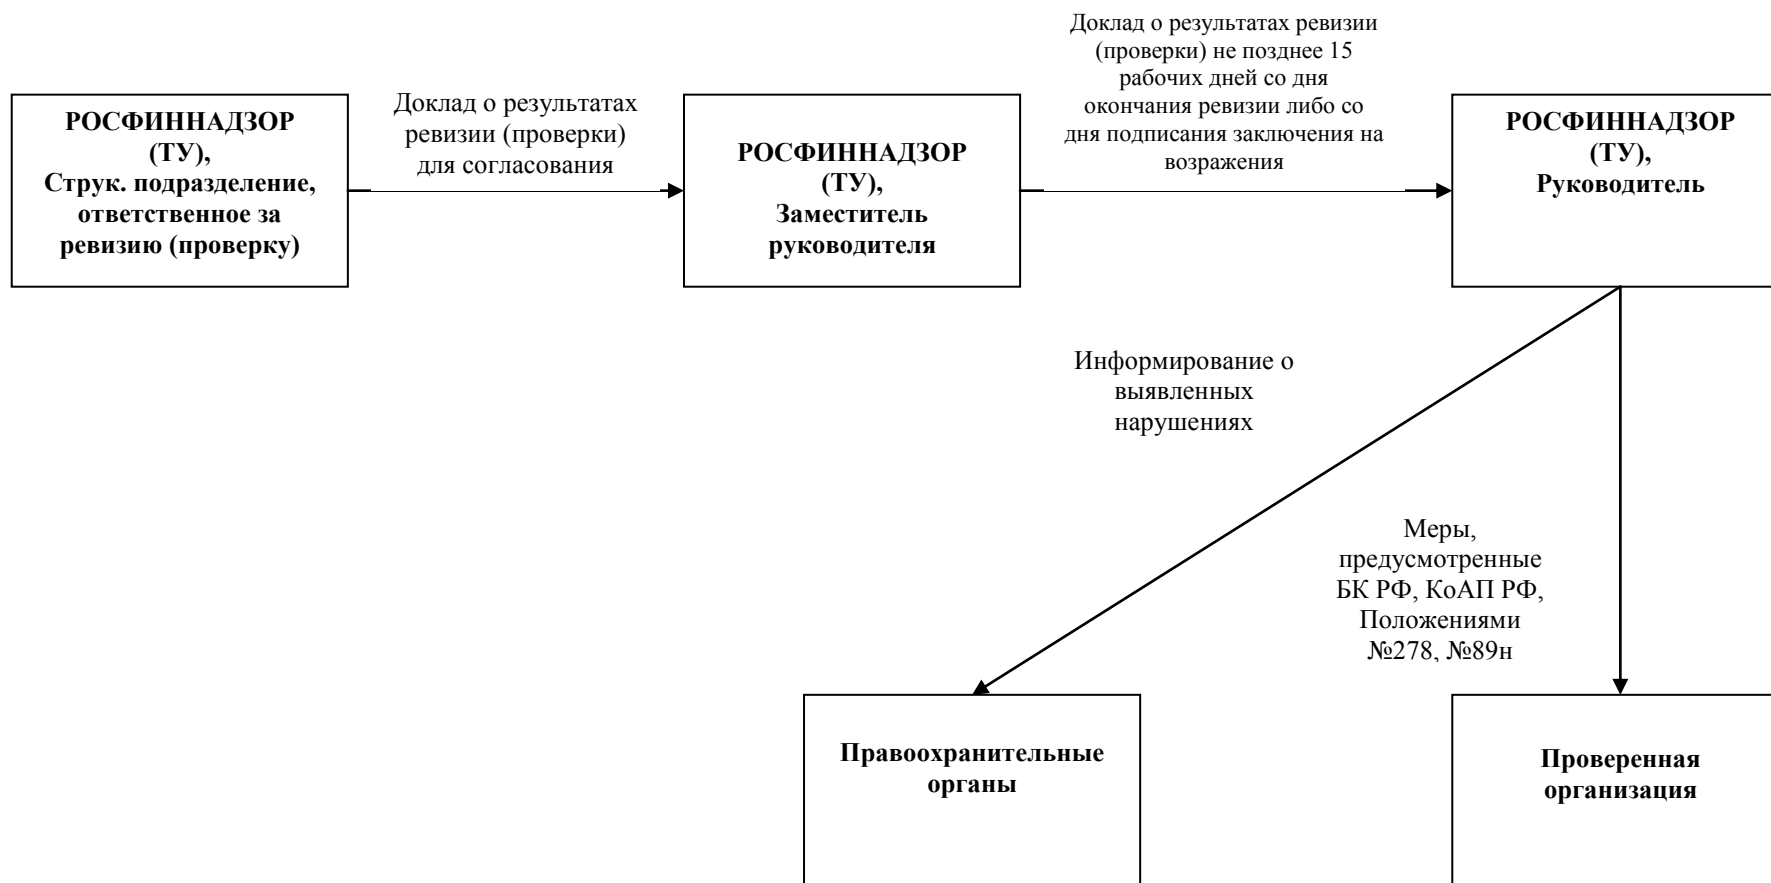 РОСФИННАДЗОР
(ТУ),
Струк. подразделение,
ответственное за
ревизию (проверку)
Доклад о результатах
ревизии (проверки)
для согласования
РОСФИННАДЗОР
(ТУ),
Заместитель
руководителя
Доклад о результатах ревизии
(проверки) не позднее 15
рабочих дней со дня
окончания ревизии либо со
дня подписания заключения на
возражения
РОСФИННАДЗОР
(ТУ),
Руководитель
Информирование о
выявленных
нарушениях
Меры,
предусмотренные
БК РФ, КоАП РФ,
Положениями
№278, №89н
Правоохранительные
органы
Проверенная
организация